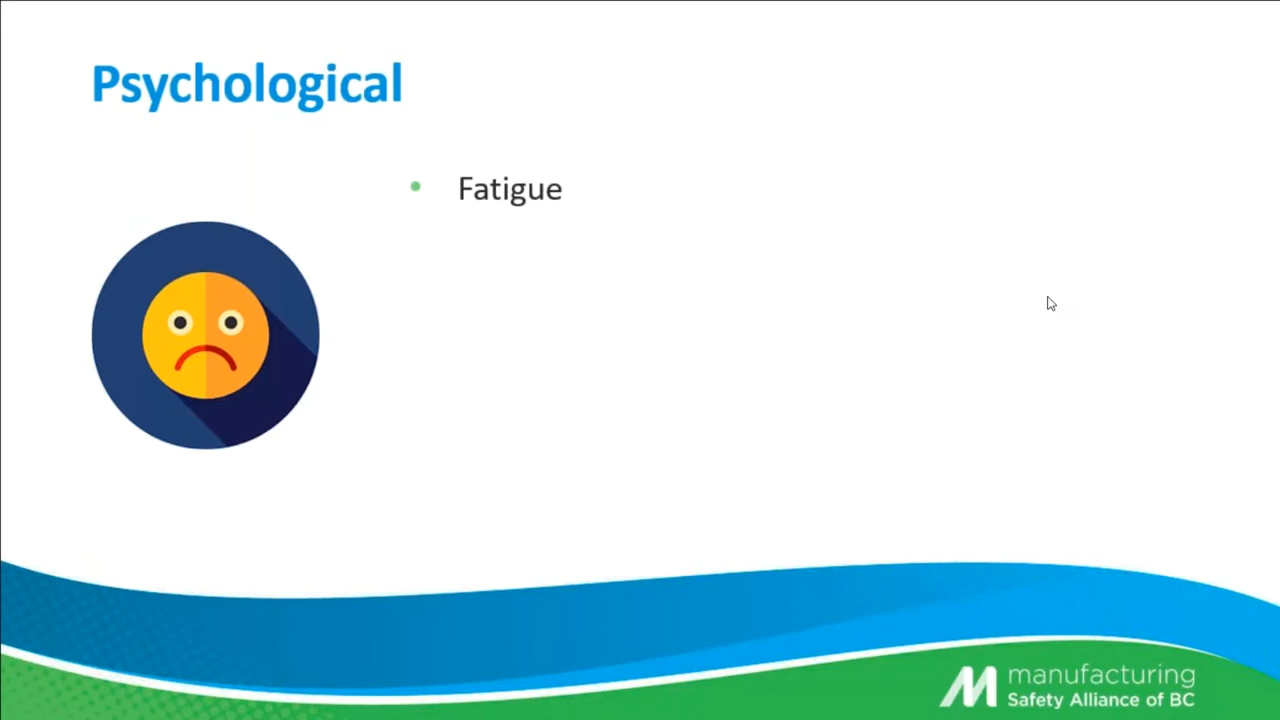 Psychological
• Fatigue
manufacturing
Safety Alliance of BC